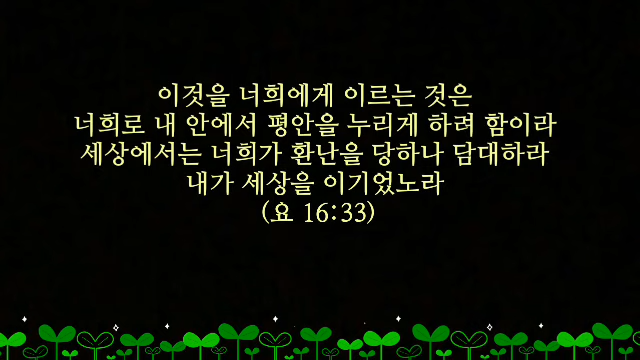 이것을 너희에게 이르는 것은
너희로 내 안에서 평안을 누리게 하려 함이라
세상에서는 너희가 환난을 당하나 담대하라
내가 세상을 이기었노라
(요 16:33)